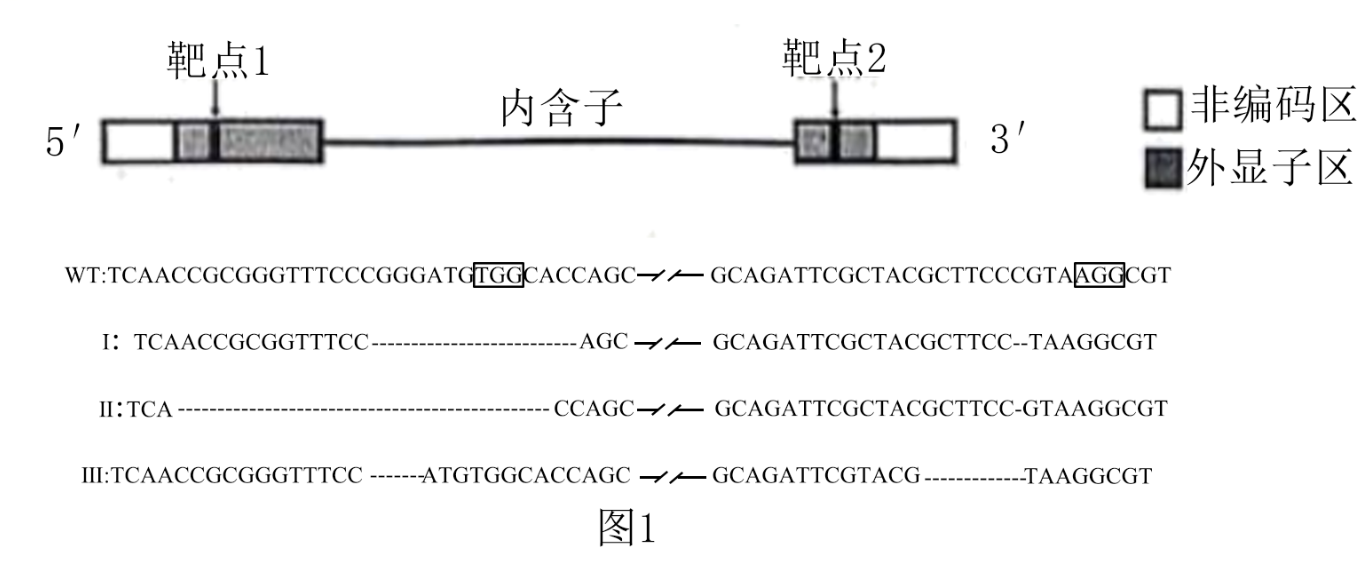 靶点1 靶点2
5′ 内含子 3′ 非编码区
外显子区
WT:TCAACCGCGGGTTTCCCGGGATGTGGCACCAGC—//—GCAGATTCGCTACGCTTCCCGTAAGGCGT
I: TCAACCGCGGTTTCC--------------------------AGC—//—GCAGATTCGCTACGCTTCC--TAAGGCGT
II:TCA-----------------------------------------------CCAGC—//—GCAGATTCGCTACGCTTCC-GTAAGGCGT
III:TCAACCGCGGGTTTCC-------ATGTGGCACCAGC—//—GCAGATTCGTACG-------------TAAGGCGT
图1